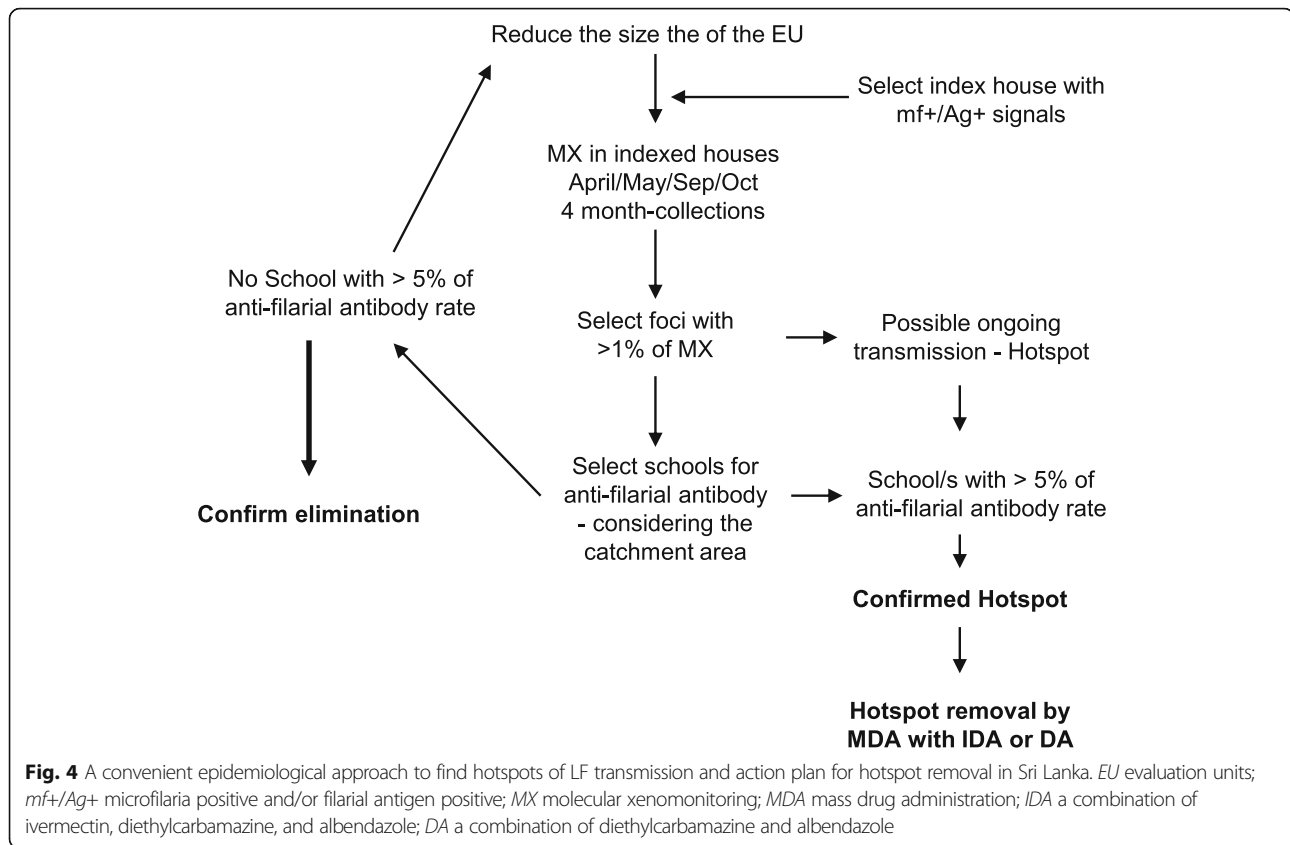 Reduce the size the of the EU
Select index house with
mf+/Ag+ signals
MX in indexed houses
April/May/Sep/Oct
4 month-collections
No School with > 5% of
anti-filarial antibody rate
Select foci with
>1% of MX
Possible ongoing
transmission - Hotspot
Select schools for
anti-filarial antibody
- considering the
catchment area
School/s with > 5% of
anti-filarial antibody rate
Confirm elimination
Confirmed Hotspot
Hotspot removal by
MDA with IDA or DA
Fig. 4 A convenient epidemiological approach to find hotspots of LF transmission and action plan for hotspot removal in Sri Lanka. EU evaluation units;
mf+/Ag+ microfilaria positive and/or filarial antigen positive; MX molecular xenomonitoring; MDA mass drug administration; IDA a combination of
ivermectin, diethylcarbamazine, and albendazole; DA a combination of diethylcarbamazine and albendazole